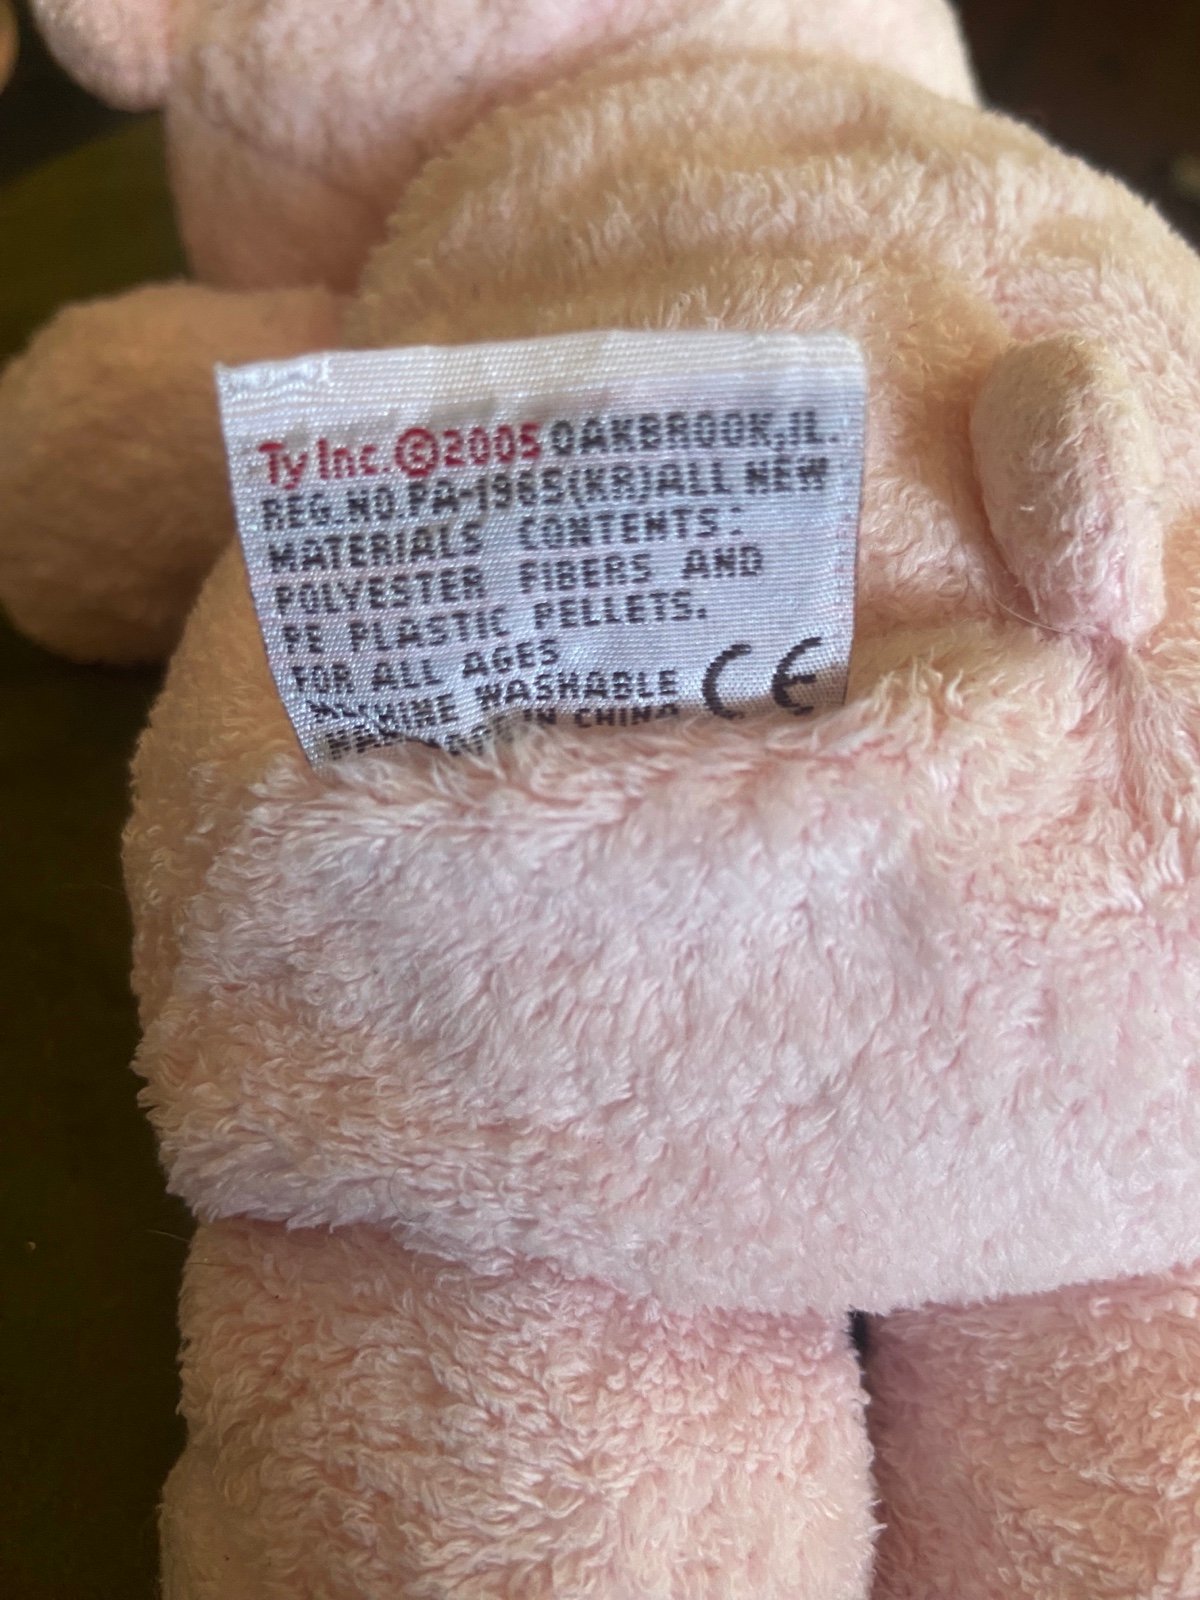 Ty Inc. ©2005 OAKBROOK, IL.
REG. NO. PA-1965(KR) ALL NEW
MATERIALS CONTENTS:
POLYESTER FIBERS AND
PE PLASTIC PELLETS.
FOR ALL AGES
MACHINE WASHABLE CE
IN CHINA